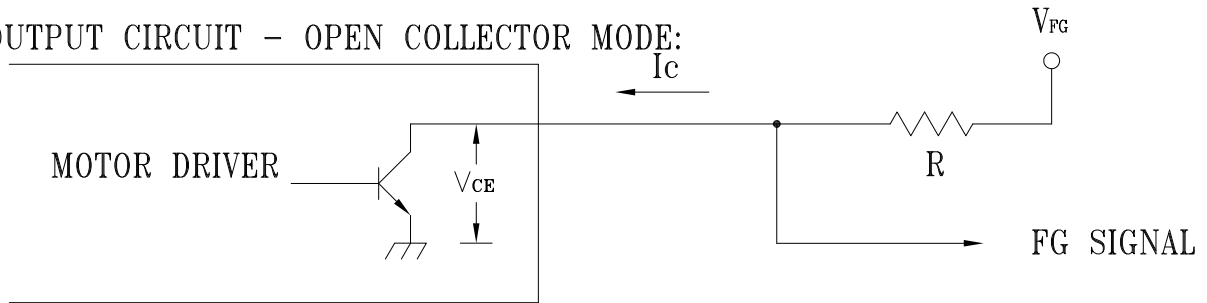 OUTPUT CIRCUIT - OPEN COLLECTOR MODE:
VFG
Ic
MOTOR DRIVER
VCE
R
FG SIGNAL